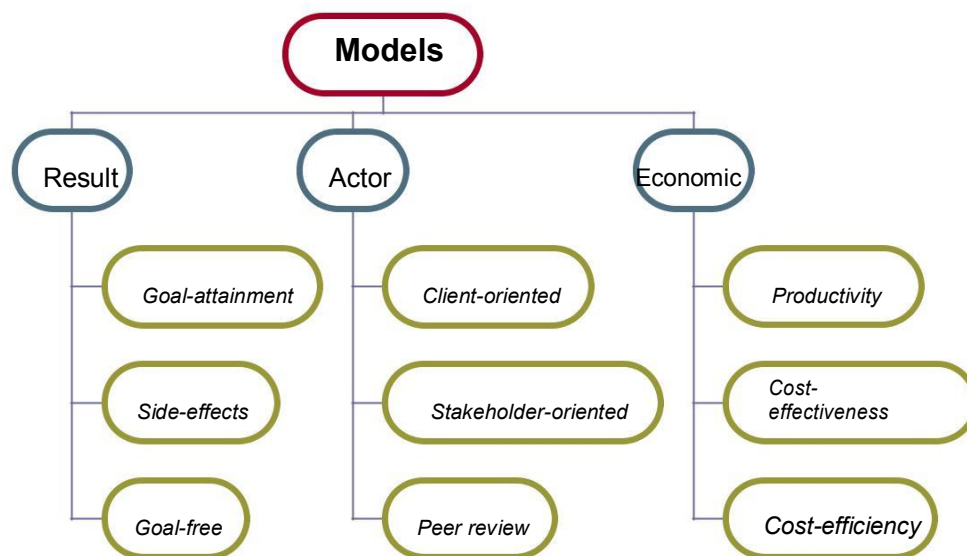 Models
Result
Actor
Economic
Goal-attainment
Client-oriented
Productivity
Side-effects
Stakeholder-oriented
Cost-
effectiveness
Goal-free
Peer review
Cost-efficiency